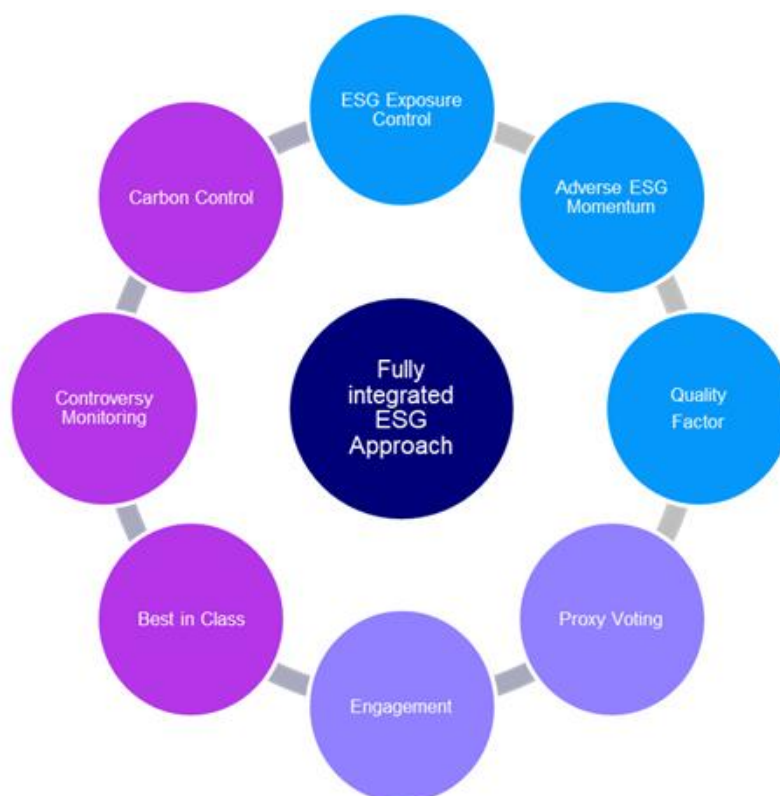 ESG Exposure
Control
Adverse ESG
Momentum
Quality
Factor
Proxy Voting
Engagement
Best in Class
Controversy
Monitoring
Carbon Control
Fully
integrated
ESG
Approach